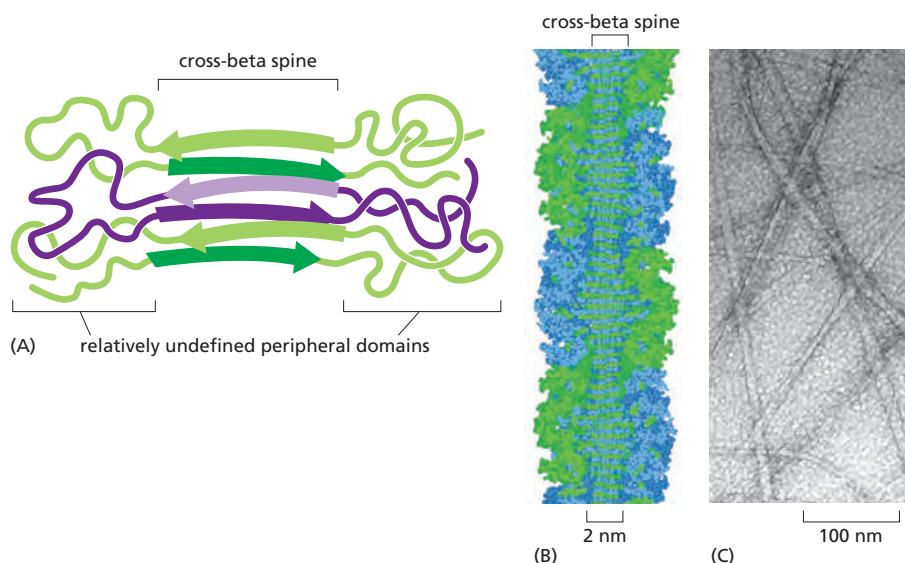 cross-beta spine
(A)
relatively undefined peripheral domains
cross-beta spine
(B)
2 nm
(C)
100 nm